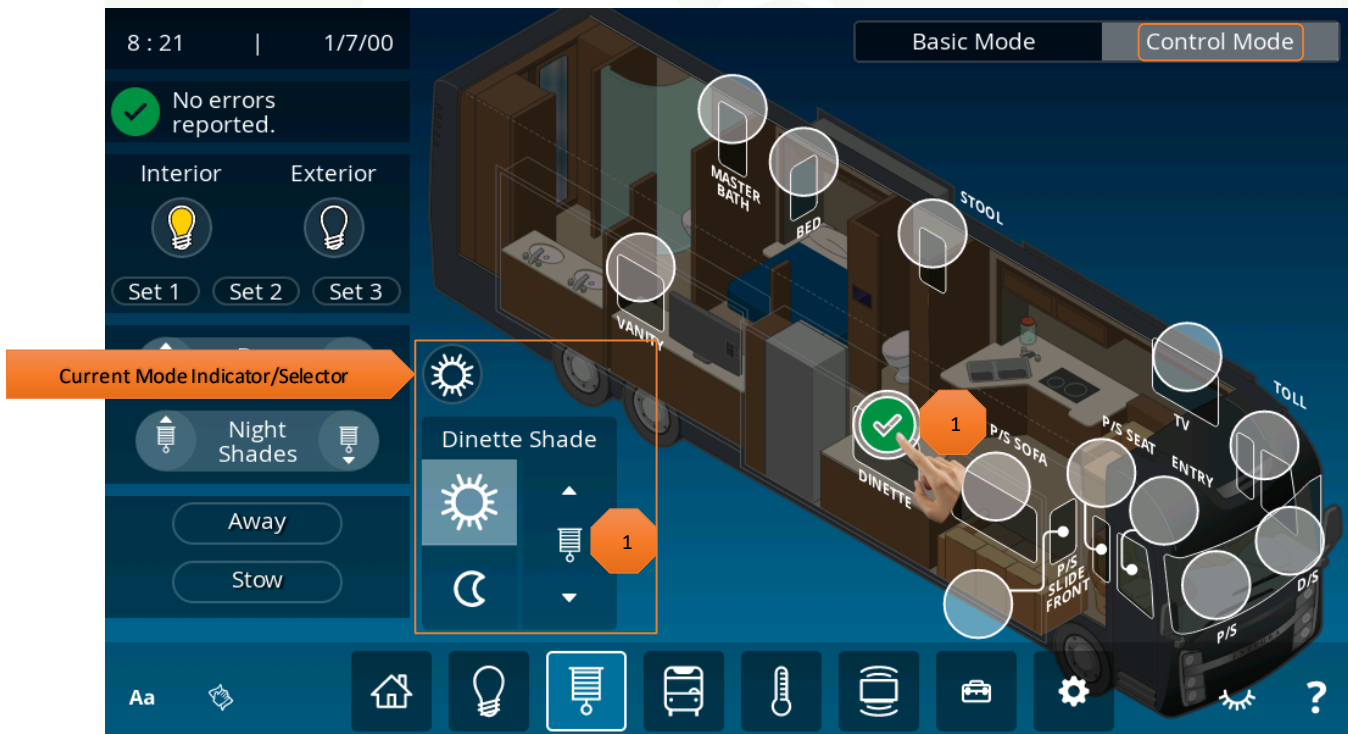 8 : 21 | 1/7/00
Basic Mode
Control Mode
No errors
reported.
Interior
Exterior
Set 1
Set 2
Set 3
Current Mode Indicator/Selector
Night
Shades
Away
Stow
Dinette Shade
1
1
MASTER
BATH
BED
STOOL
VANITY
DINETTE
P/S SOFA
P/S SEAT
ENTRY
TV
TOLL
P/S
SLIDE
FRONT
P/S
D/S
Aa
?